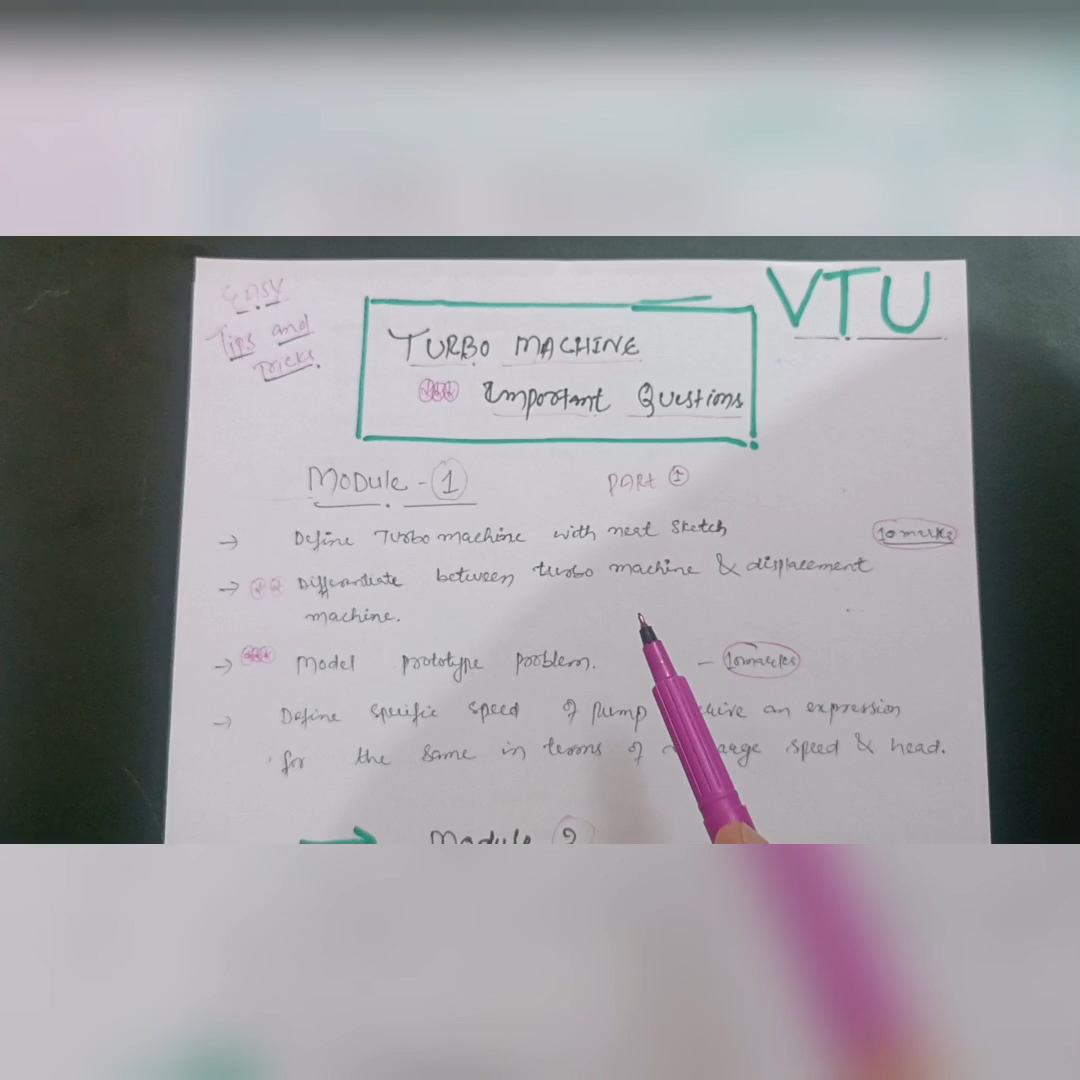 EASY
Tips and
Tricks.
VTU
TURBO MACHINE
Important Questions
MODULE - 1
PART 1
→ Define Turbo machine with neat sketch 10 marks
→ Differentiate between turbo machine & displacement
machine.
→ Model prototype problem. - 10 marks
→ Define specific speed of pump an expression
for the same in terms of speed & head.
→ Module 2